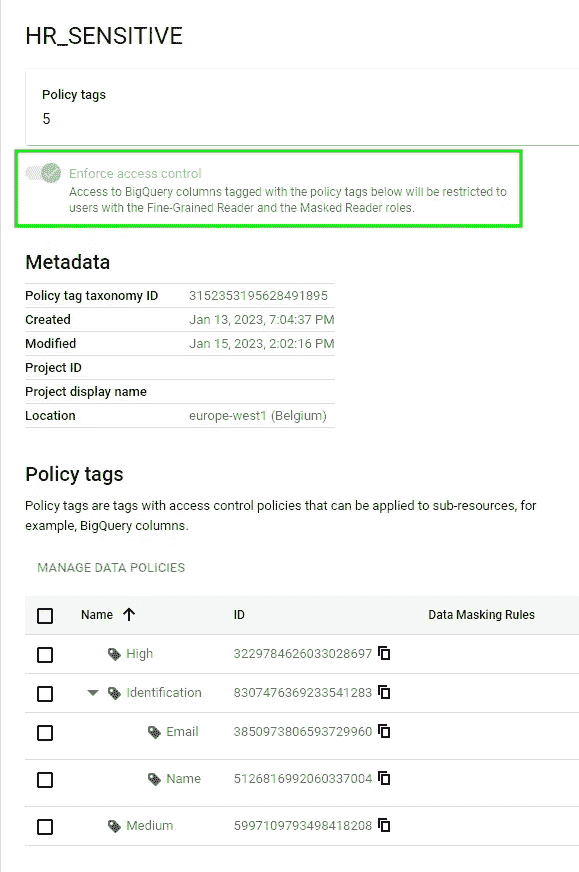 HR_SENSITIVE
Policy tags
5
Enforce access control
Access to BigQuery columns tagged with the policy tags below will be restricted to
users with the Fine-Grained Reader and the Masked Reader roles.
Metadata
Policy tag taxonomy ID 3152353195628491895
Created Jan 13, 2023, 7:04:37 PM
Modified Jan 15, 2023, 2:02:16 PM
Project ID
Project display name
Location europe-west1 (Belgium)
Policy tags
Policy tags are tags with access control policies that can be applied to sub-resources, for
example, BigQuery columns.
MANAGE DATA POLICIES
Name ID Data Masking Rules
High 3229784626033028697
Identification 8307476369233541283
Email 3850973806593729960
Name 5126816992060337004
Medium 5997109793498418208